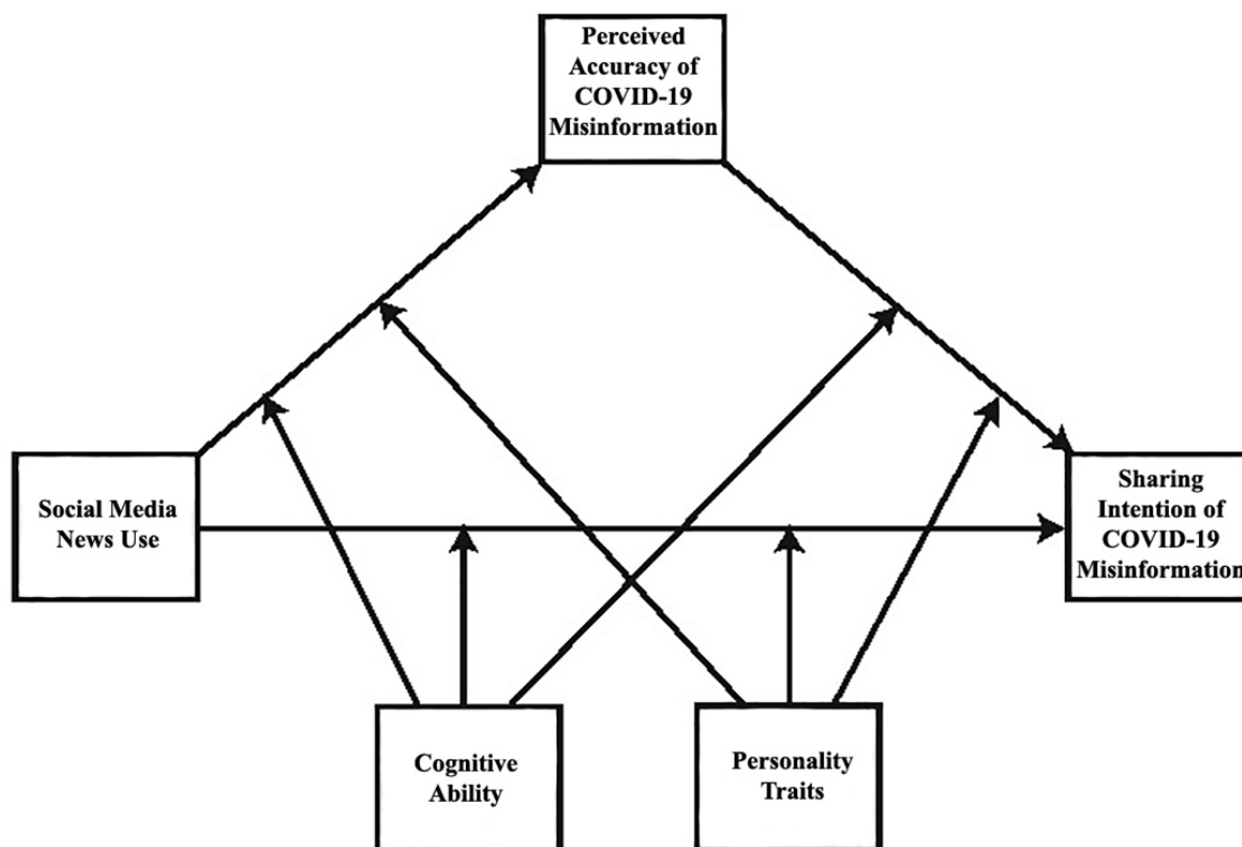 Perceived
Accuracy of
COVID-19
Misinformation
Social Media
News Use
Sharing
Intention of
COVID-19
Misinformation
Cognitive
Ability
Personality
Traits